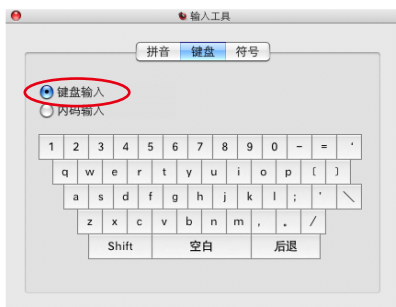 输入工具
拼音 键盘 符号
键盘输入
内码输入
1 2 3 4 5 6 7 8 9 0 - = '
q w e r t y u i o p [ ]
a s d f g h j k l ; ' \
z x c v b n m , . /
Shift 空白 后退